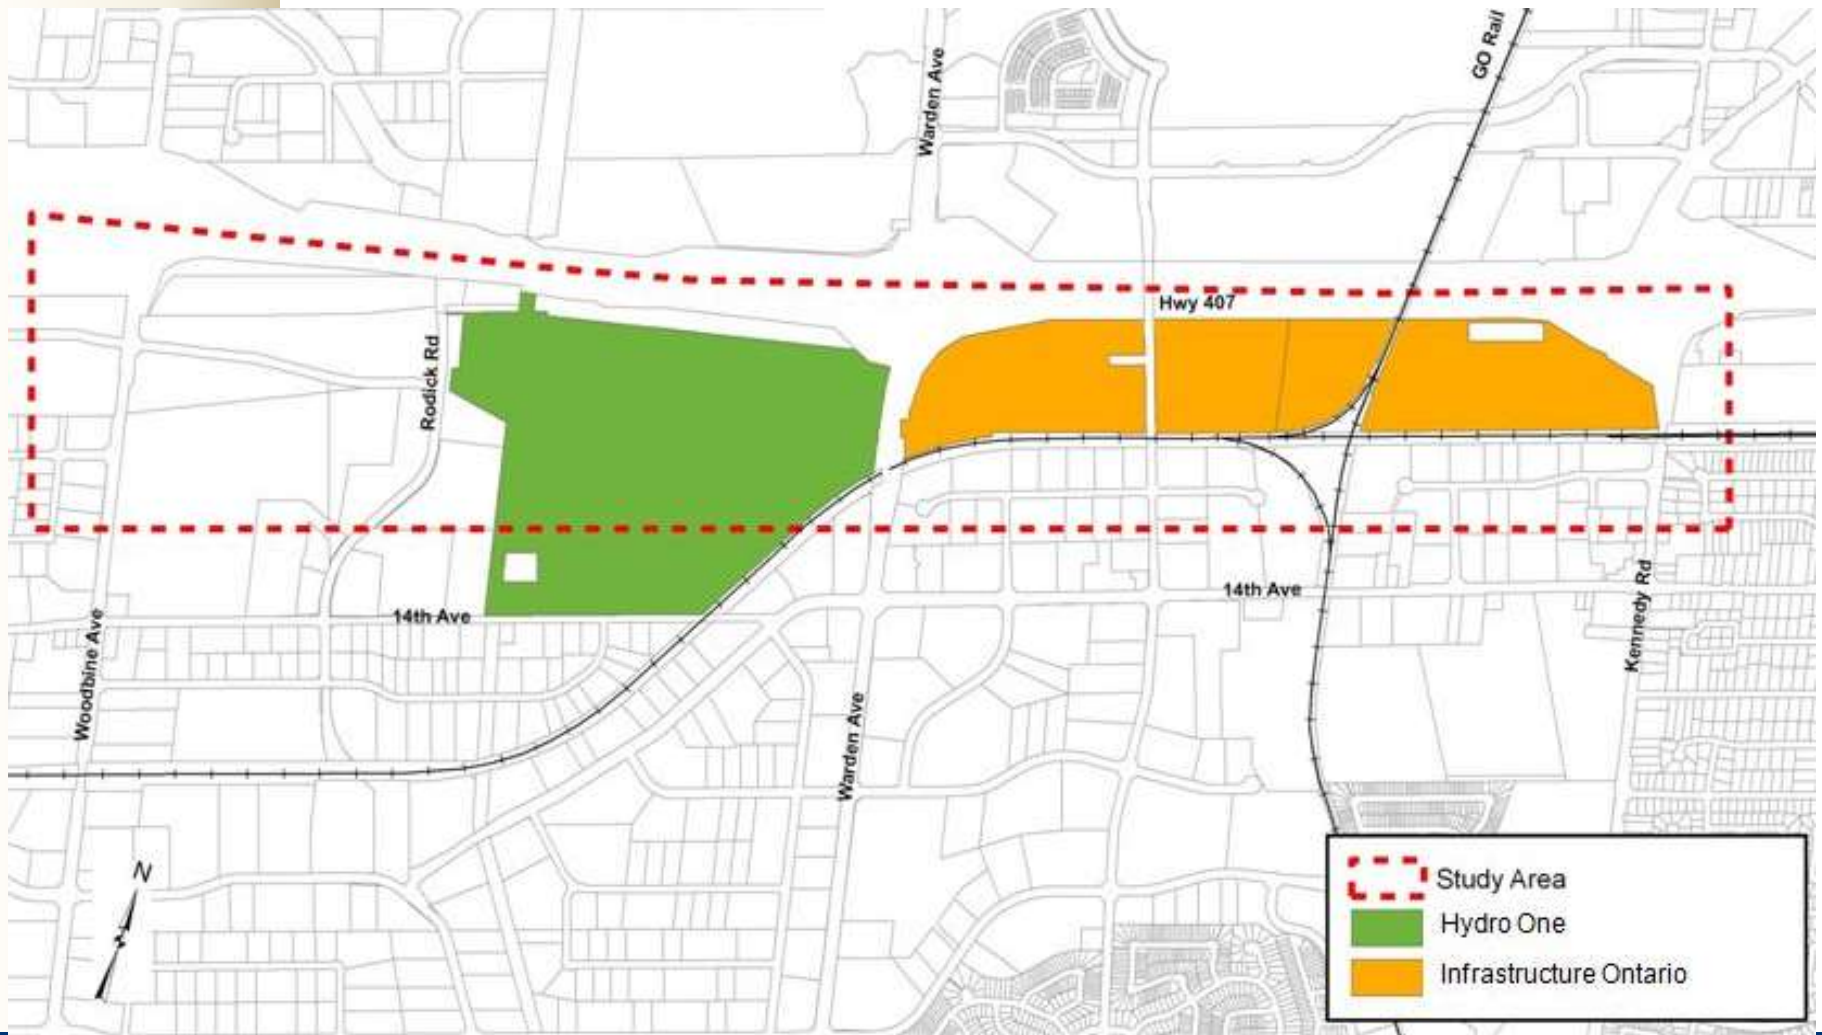 GO Rail
Warden Ave
Hwy 407
Rodick Rd
14th Ave
14th Ave
Kennedy Rd
Woodbine Ave
Warden Ave
N
Study Area
Hydro One
Infrastructure Ontario